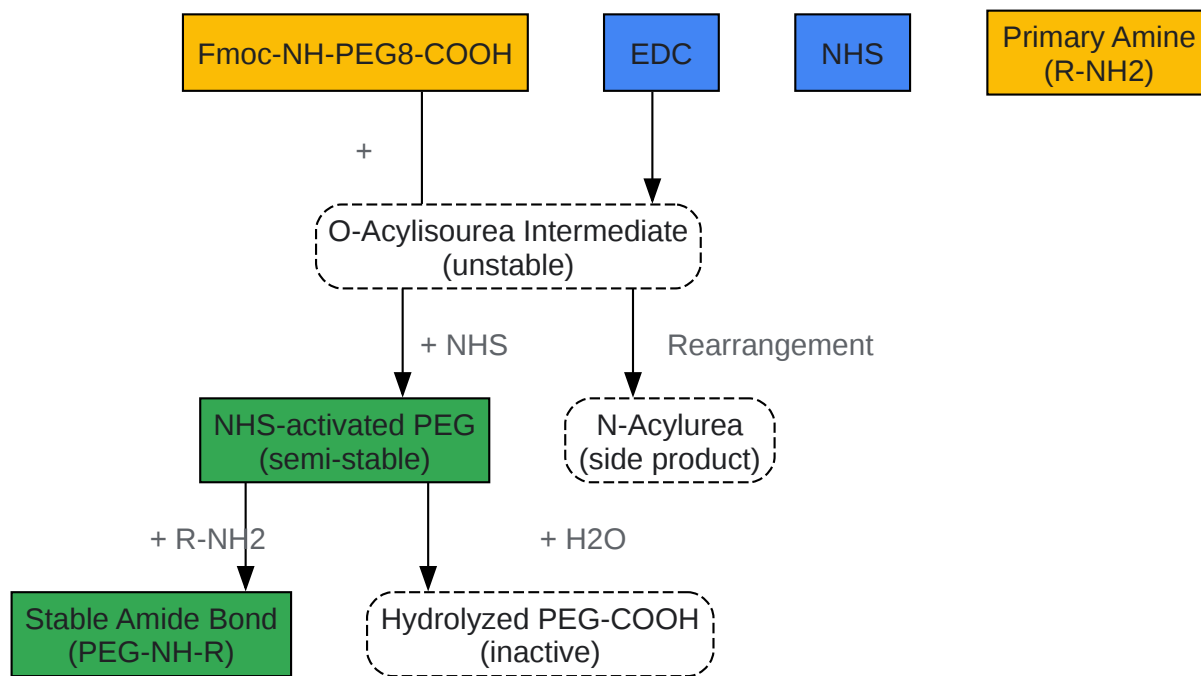 Fmoc-NH-PEG8-COOH
EDC
NHS
Primary Amine
(R-NH2)
+
O-Acylisourea Intermediate
(unstable)
+ NHS
Rearrangement
NHS-activated PEG
(semi-stable)
N-Acylurea
(side product)
+ R-NH2
+ H2O
Stable Amide Bond
(PEG-NH-R)
Hydrolyzed PEG-COOH
(inactive)